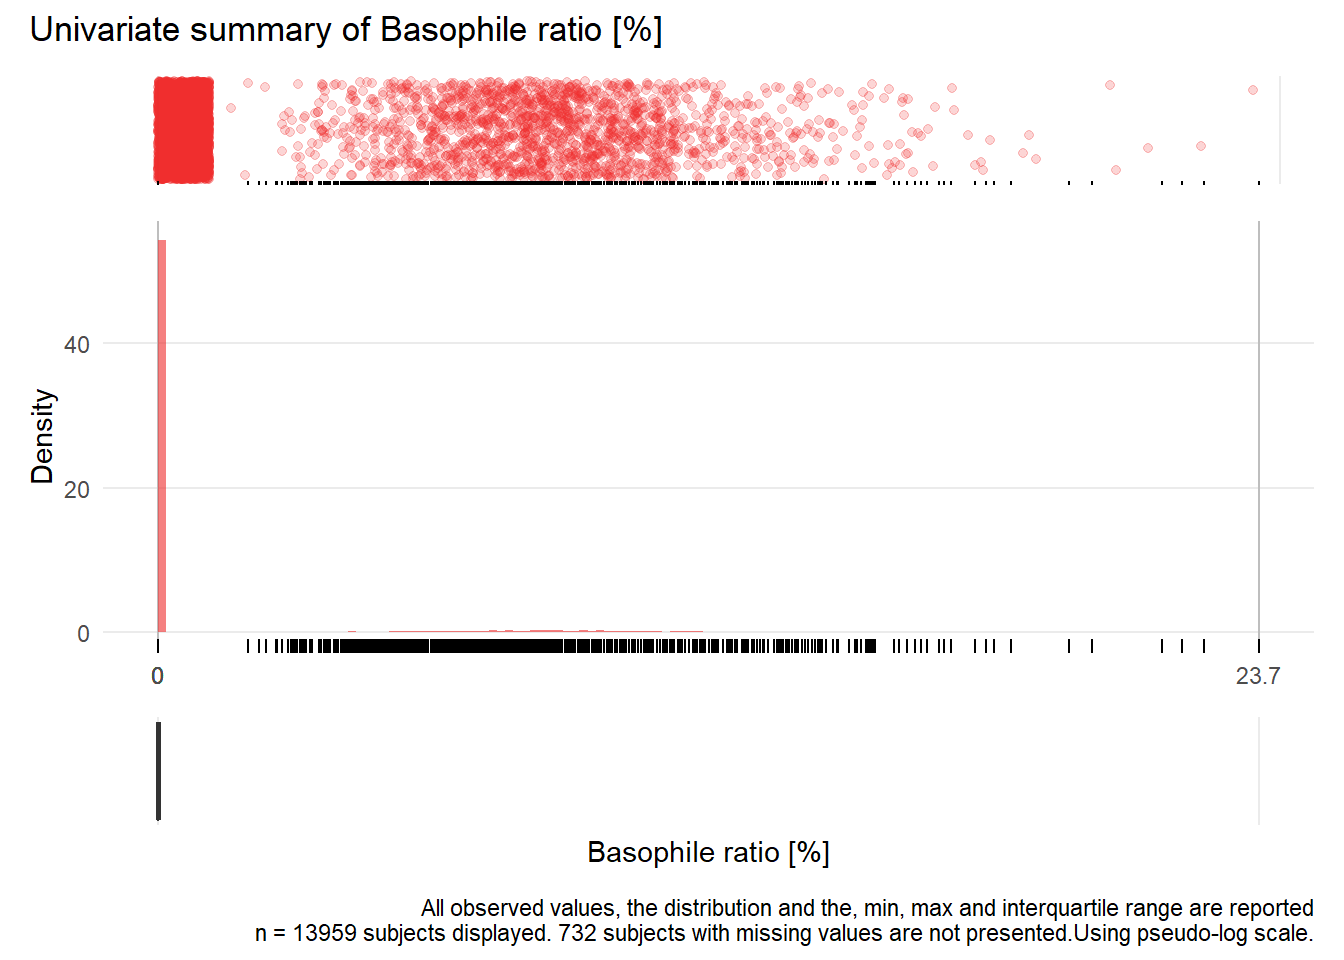 Univariate summary of Basophile ratio [%]
Density
40
20
0
0
23.7
Basophile ratio [%]
All observed values, the distribution and the, min, max and interquartile range are reported
n = 13959 subjects displayed. 732 subjects with missing values are not presented.Using pseudo-log scale.